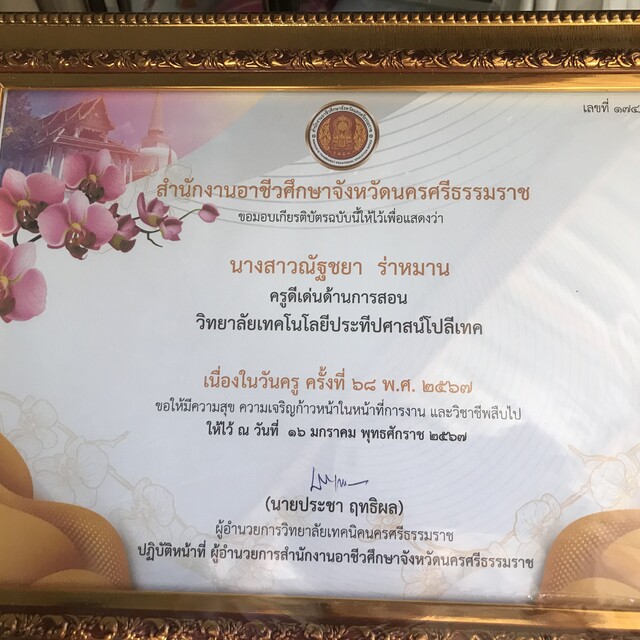 เลขที่ ๑๗๔
สำนักงานอาชีวศึกษาจังหวัดนครศรีธรรมราช
ขอมอบเกียรติบัตรฉบับนี้ให้ไว้เพื่อแสดงว่า
นางสาวณัฐชยา ร่าหมาน
ครูดีเด่นด้านการสอน
วิทยาลัยเทคโนโลยีประทีปศาสน์โปลีเทค
เนื่องในวันครู ครั้งที่ ๖๘ พ.ศ. ๒๕๖๗
ขอให้มีความสุข ความเจริญก้าวหน้าในหน้าที่การงาน และวิชาชีพสืบไป
ให้ไว้ ณ วันที่ ๑๖ มกราคม พุทธศักราช ๒๕๖๗
(นายประชา ฤทธิผล)
ผู้อำนวยการวิทยาลัยเทคนิคนครศรีธรรมราช
ปฏิบัติหน้าที่ ผู้อำนวยการสำนักงานอาชีวศึกษาจังหวัดนครศรีธรรมราช